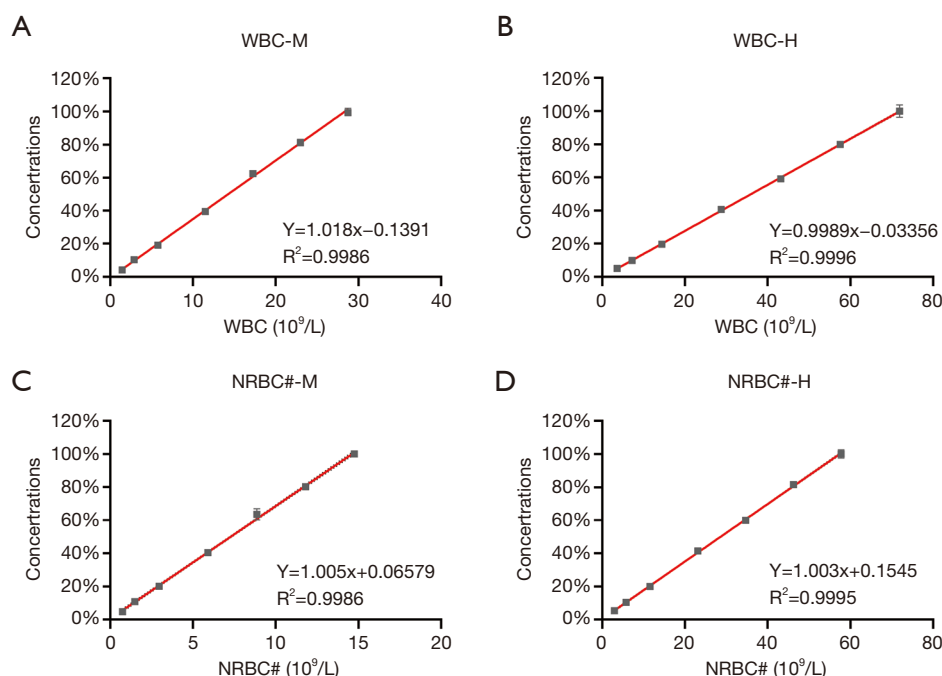 A
WBC-M
Concertrations
120%
100%
80%
60%
40%
20%
0%
0 10 20 30 40
WBC (10⁹/L)
Y=1.018x−0.1391
R²=0.9986
B
WBC-H
Concertrations
120%
100%
80%
60%
40%
20%
0%
0 20 40 60 80
WBC (10⁹/L)
Y=0.9989x−0.03356
R²=0.9996
C
NRBC#-M
Concertrations
120%
100%
80%
60%
40%
20%
0%
0 5 10 15 20
NRBC# (10⁹/L)
Y=1.005x+0.06579
R²=0.9986
D
NRBC#-H
Concertrations
120%
100%
80%
60%
40%
20%
0%
0 20 40 60 80
NRBC# (10⁹/L)
Y=1.003x+0.1545
R²=0.9995